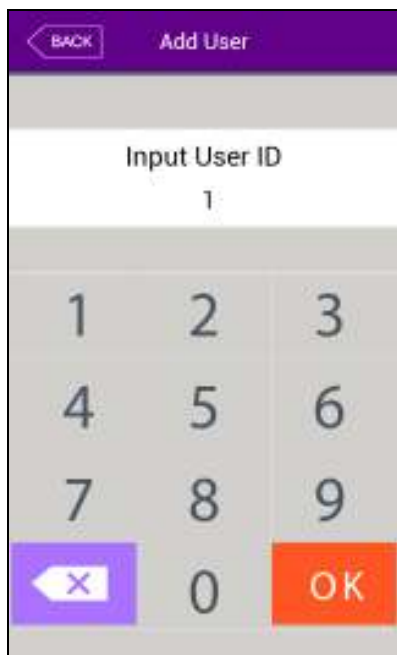 BACK Add User
Input User ID
1
1 2 3
4 5 6
7 8 9
0 OK